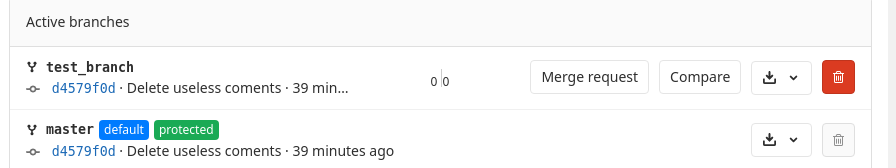 Active branches
test_branch
d4579f0d · Delete useless coments · 39 min...
0 0
Merge request
Compare
master default protected
d4579f0d · Delete useless coments · 39 minutes ago